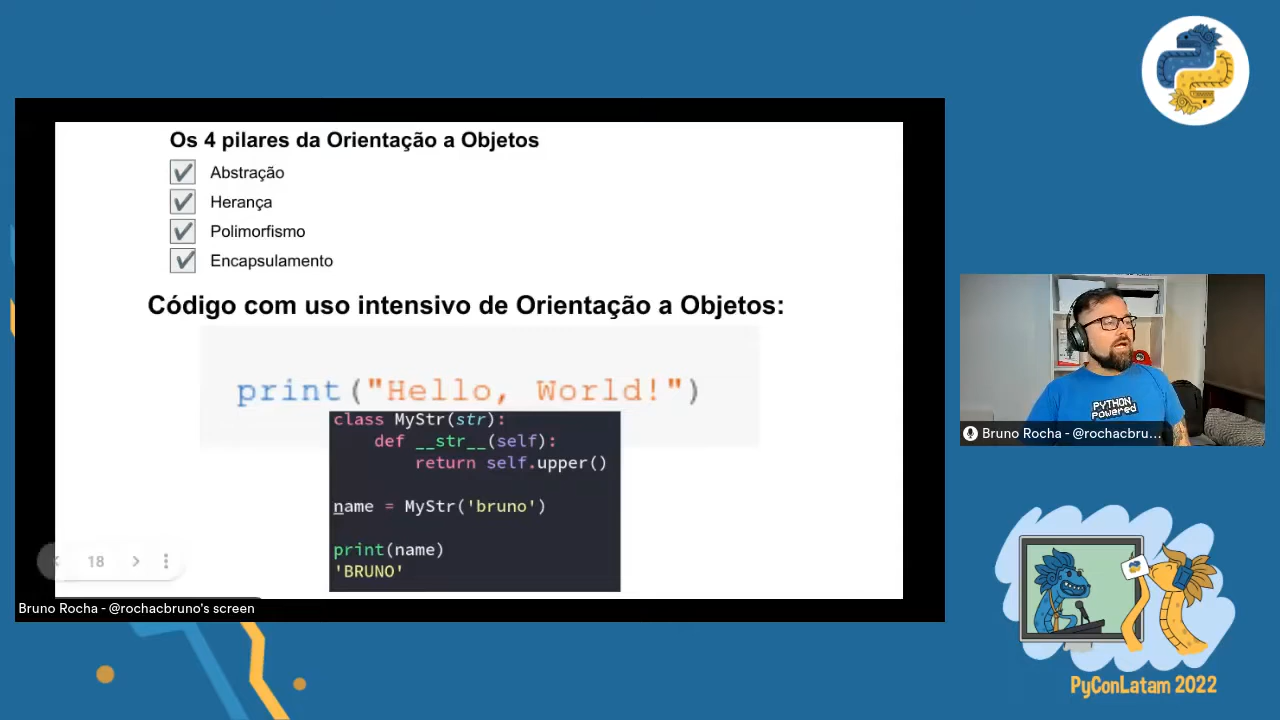 Os 4 pilares da Orientação a Objetos
Abstração
Herança
Polimorfismo
Encapsulamento
Código com uso intensivo de Orientação a Objetos:
print("Hello, World!")
class MyStr(str):
def __str__(self):
return self.upper()
name = MyStr('bruno')
print(name)
'BRUNO'
18
Bruno Rocha - @rochacbruno's screen
PYTHON
Powered
Bruno Rocha - @rochacbru...
PyConLatam 2022